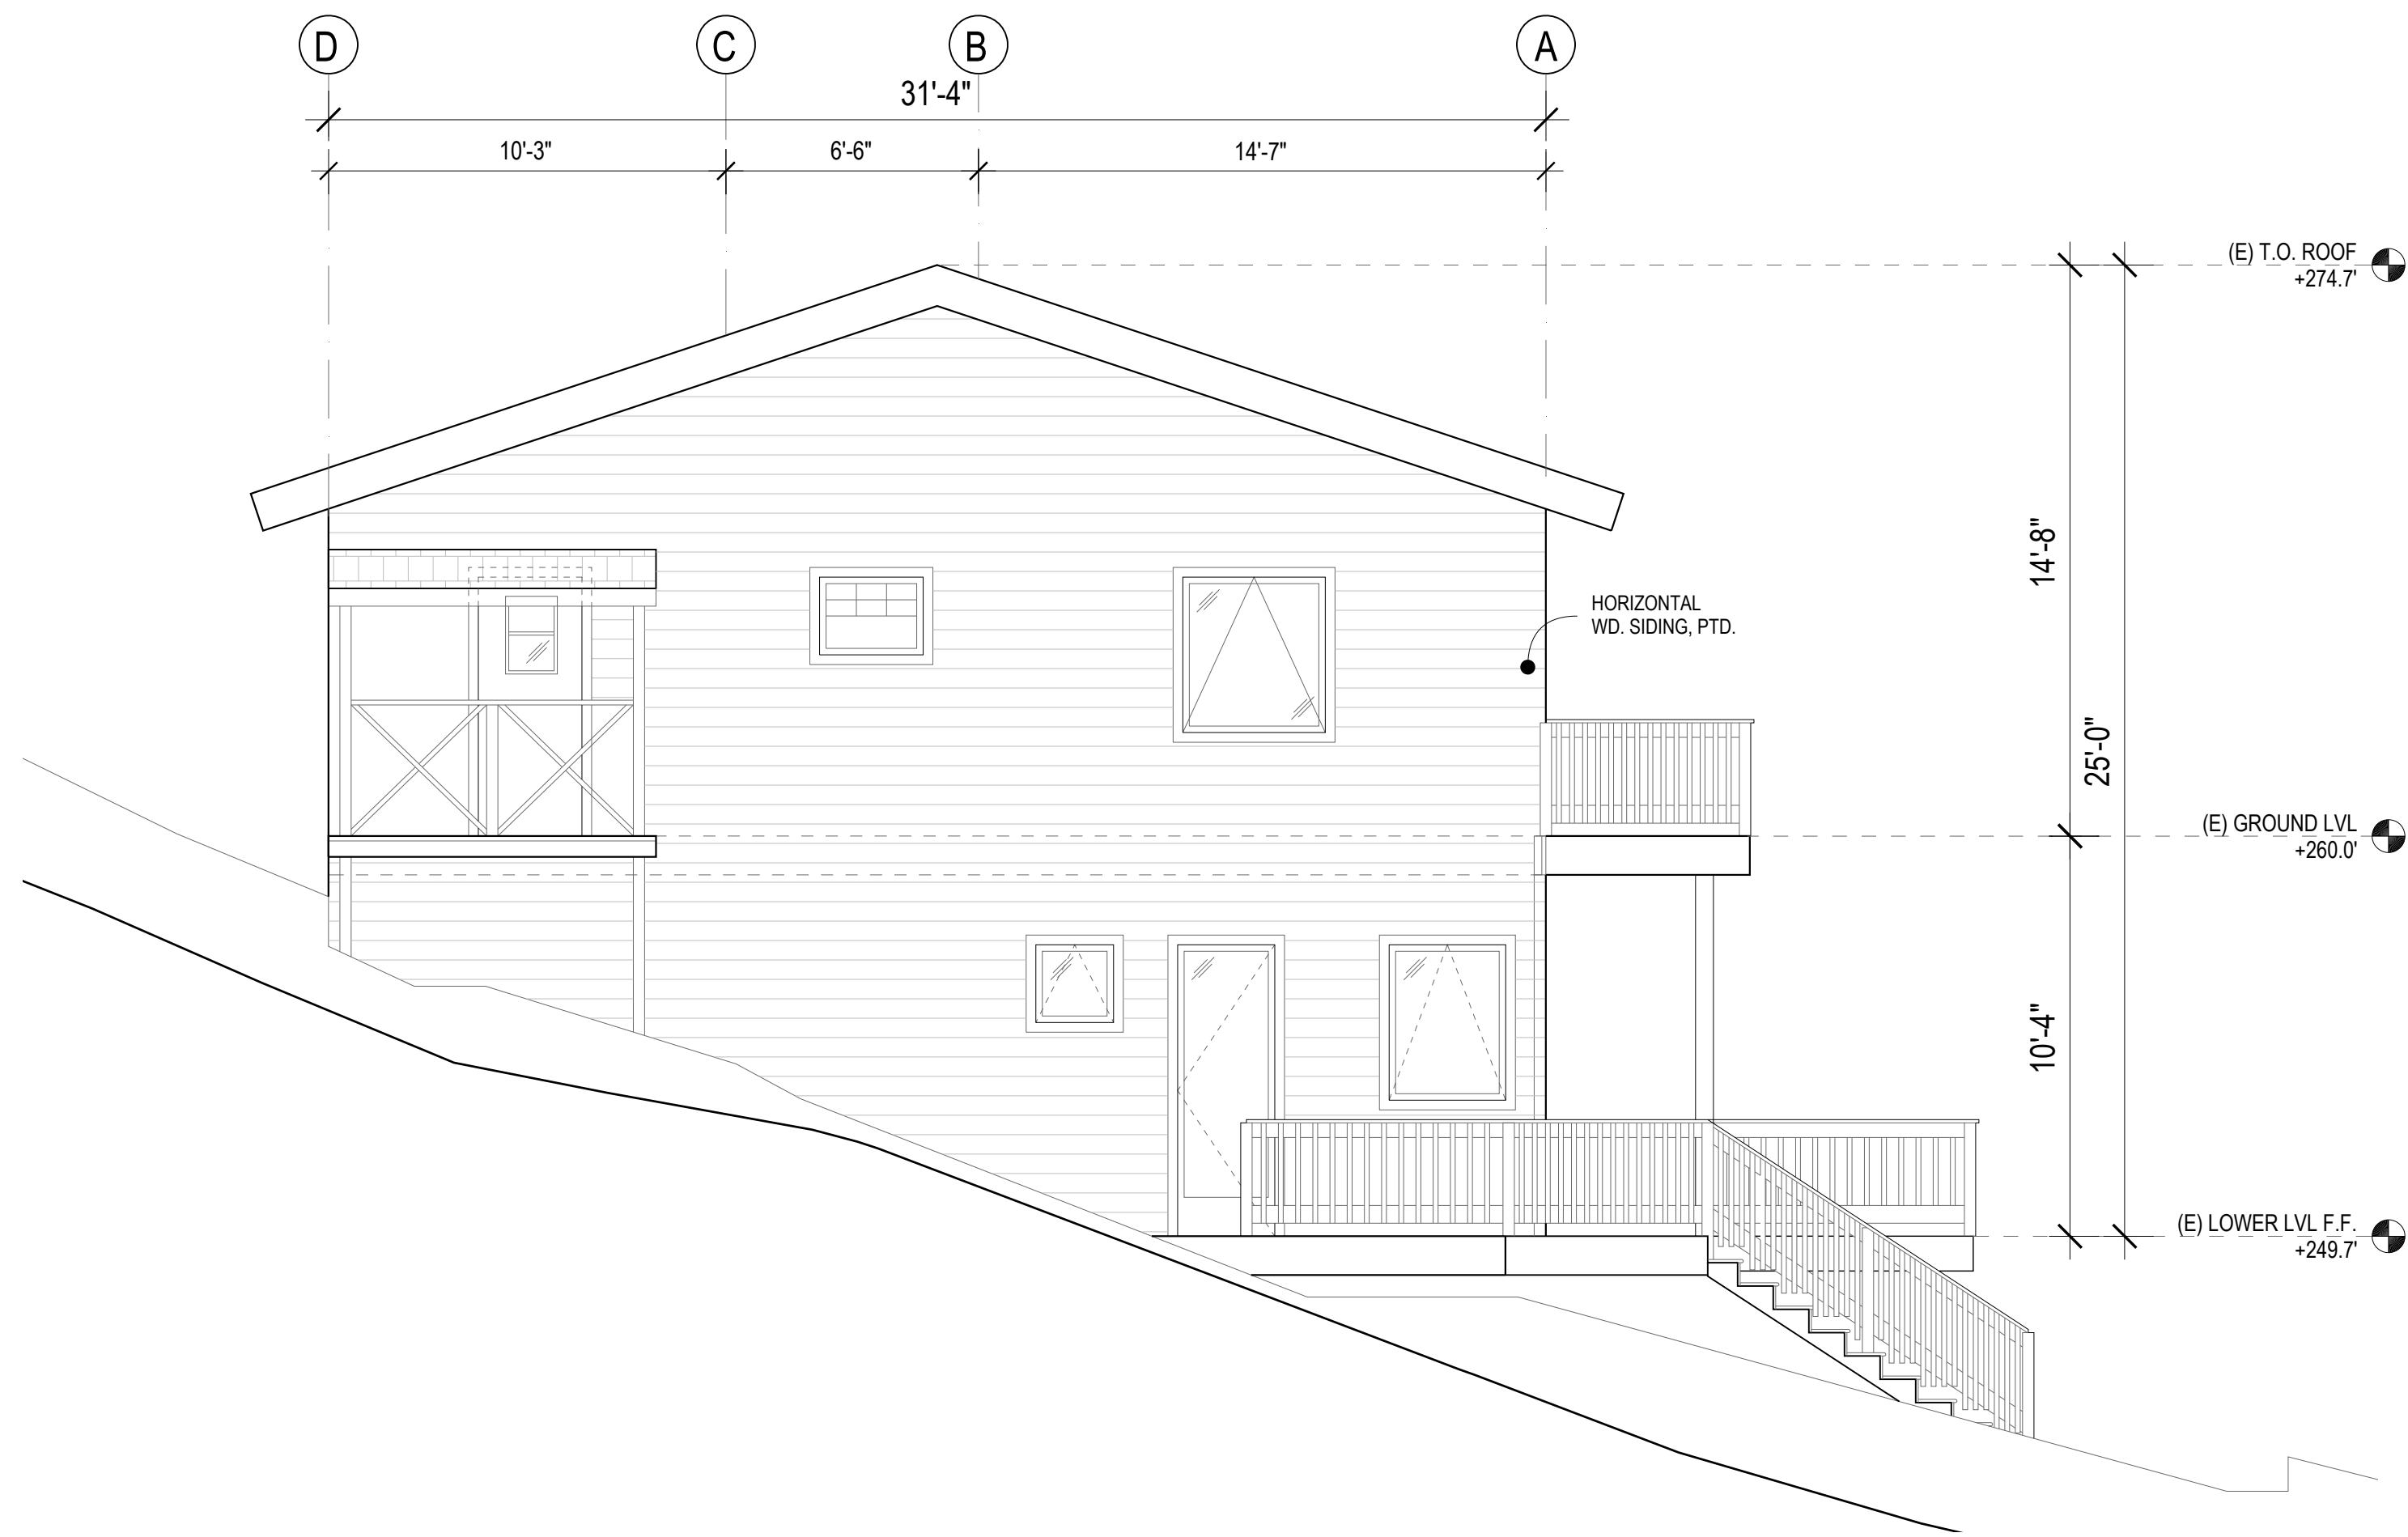 D
C
B
A
31'-4"
10'-3"
6'-6"
14'-7"
(E) T.O. ROOF
+274.7'
14'-8"
HORIZONTAL
WD. SIDING, PTD.
25'-0"
(E) GROUND LVL
+260.0'
10'-4"
(E) LOWER LVL F.F.
+249.7'